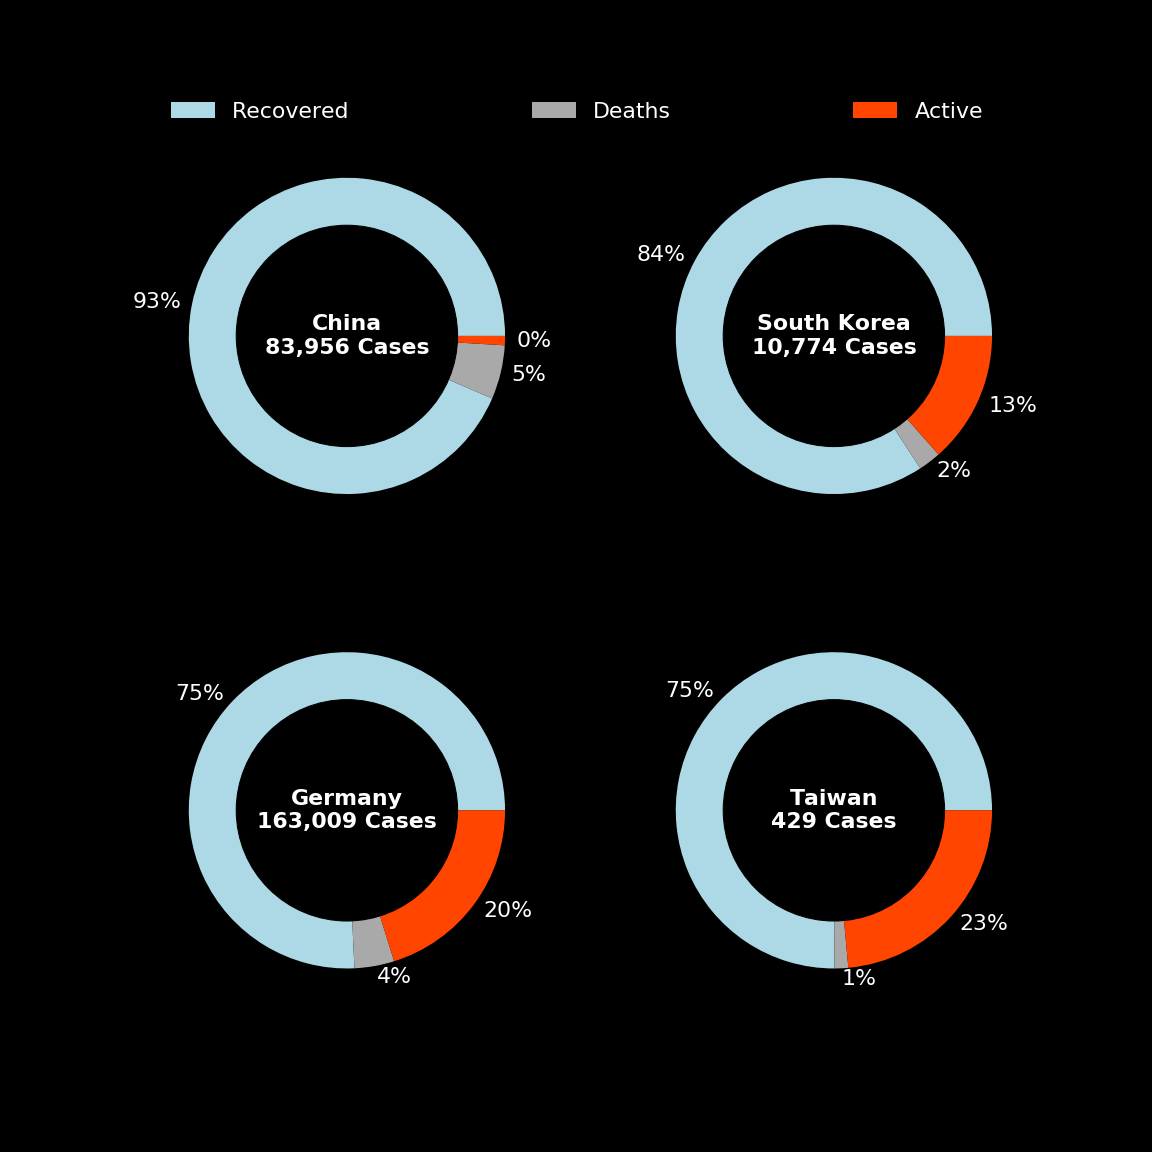 Recovered
Deaths
Active
93%
China
83,956 Cases
0%
5%
84%
South Korea
10,774 Cases
13%
2%
75%
Germany
163,009 Cases
20%
4%
75%
Taiwan
429 Cases
23%
1%